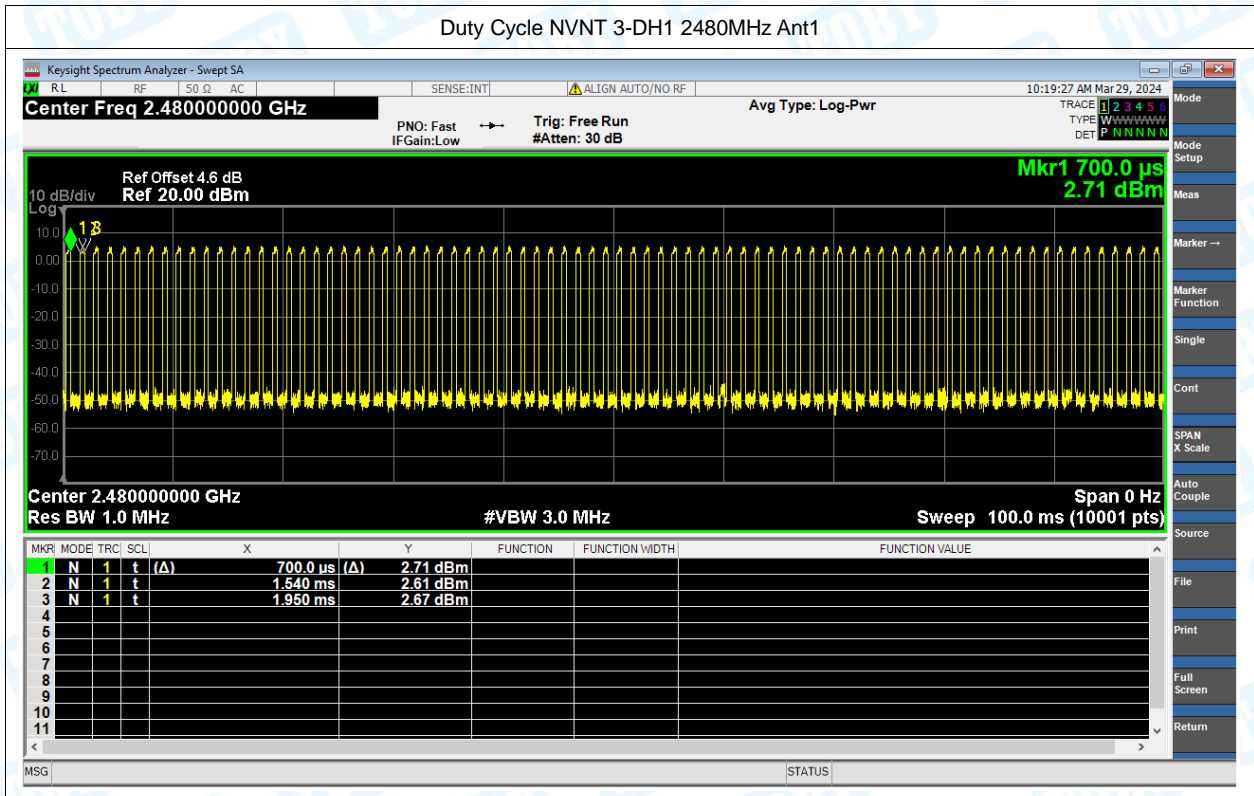 Duty Cycle NVNT 3-DH1 2480MHz Ant1
Keysight Spectrum Analyzer - Swept SA
LXI RL RF 50 Ω AC SENSE:INT ALIGN AUTO/NO RF 10:19:27 AM Mar 29, 2024
Center Freq 2.480000000 GHz
Avg Type: Log-Pwr
TRACE 1 2 3 4 5 6
PNO: Fast Trig: Free Run
TYPE WWWWWW
IFGain:Low #Atten: 30 dB
DET P N N N N N
Mode
Mode Setup
Meas
Marker →
Marker Function
Single
Cont
SPAN X Scale
Auto Couple
Source
File
Print
Full Screen
Return
Mkr1 700.0 µs
2.71 dBm
Ref Offset 4.6 dB
10 dB/div Ref 20.00 dBm
Log
1 2 3
10.0
0.00
-10.0
-20.0
-30.0
-40.0
-50.0
-60.0
-70.0
Center 2.480000000 GHz Span 0 Hz
Res BW 1.0 MHz #VBW 3.0 MHz Sweep 100.0 ms (10001 pts)
MKR MODE TRC SCL X Y FUNCTION FUNCTION WIDTH FUNCTION VALUE
1 N 1 t (Δ) 700.0 µs (Δ) 2.71 dBm
2 N 1 t 1.540 ms 2.61 dBm
3 N 1 t 1.950 ms 2.67 dBm
4
5
6
7
8
9
10
11
MSG STATUS